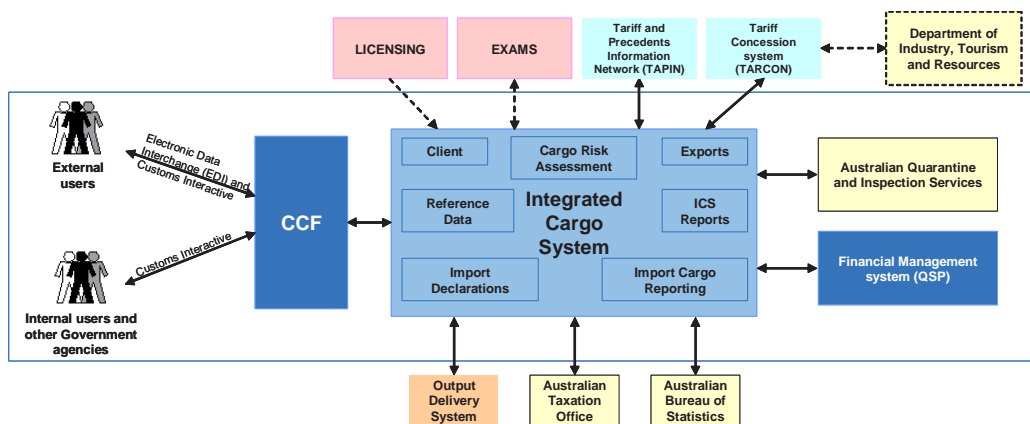 LICENSING
EXAMS
Tariff and
Precedents
Information
Network (TAPIN)
Tariff
Concession
system
(TARCON)
Department of
Industry, Tourism
and Resources
External
users
Electronic Data
Interchange (EDI) and
Customs Interactive
Customs Interactive
Internal users and
other Government
agencies
CCF
Client
Cargo Risk
Assessment
Exports
Reference
Data
Integrated
Cargo
System
ICS
Reports
Import
Declarations
Import Cargo
Reporting
Australian Quarantine
and Inspection Services
Financial Management
system (QSP)
Output
Delivery
System
Australian
Taxation
Office
Australian
Bureau of
Statistics